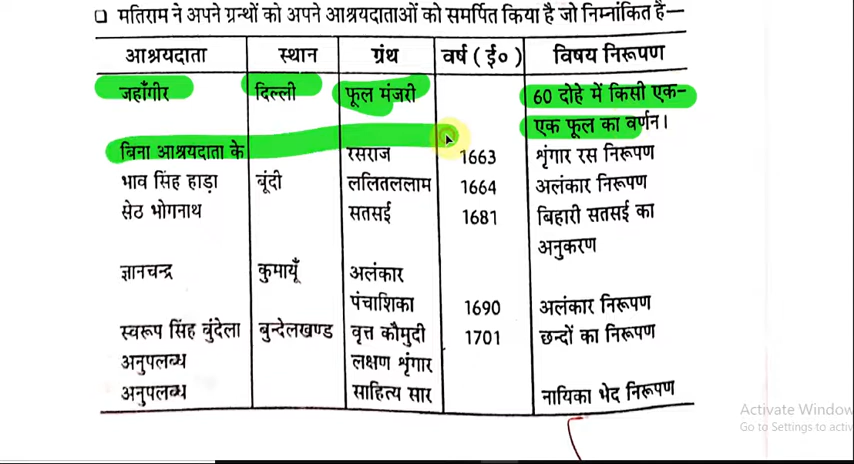 ❑ मतिराम ने अपने ग्रन्थों को अपने आश्रयदाताओं को समर्पित किया है जो निम्नांकित हैं—
आश्रयदाता स्थान ग्रंथ वर्ष ( ई० ) विषय निरूपण
जहाँगीर दिल्ली फूल मंजरी 60 दोहे में किसी एक-
एक फूल का वर्णन।
बिना आश्रयदाता के रसराज 1663 शृंगार रस निरूपण
भाव सिंह हाड़ा बूंदी ललितललाम 1664 अलंकार निरूपण
सेठ भोगनाथ सतसई 1681 बिहारी सतसई का
अनुकरण
ज्ञानचन्द्र कुमायूँ अलंकार
पंचाशिका 1690 अलंकार निरूपण
स्वरूप सिंह बुंदेला बुन्देलखण्ड वृत्त कौमुदी 1701 छन्दों का निरूपण
अनुपलब्ध लक्षण शृंगार
अनुपलब्ध साहित्य सार नायिका भेद निरूपण
Activate Window
Go to Settings to activ